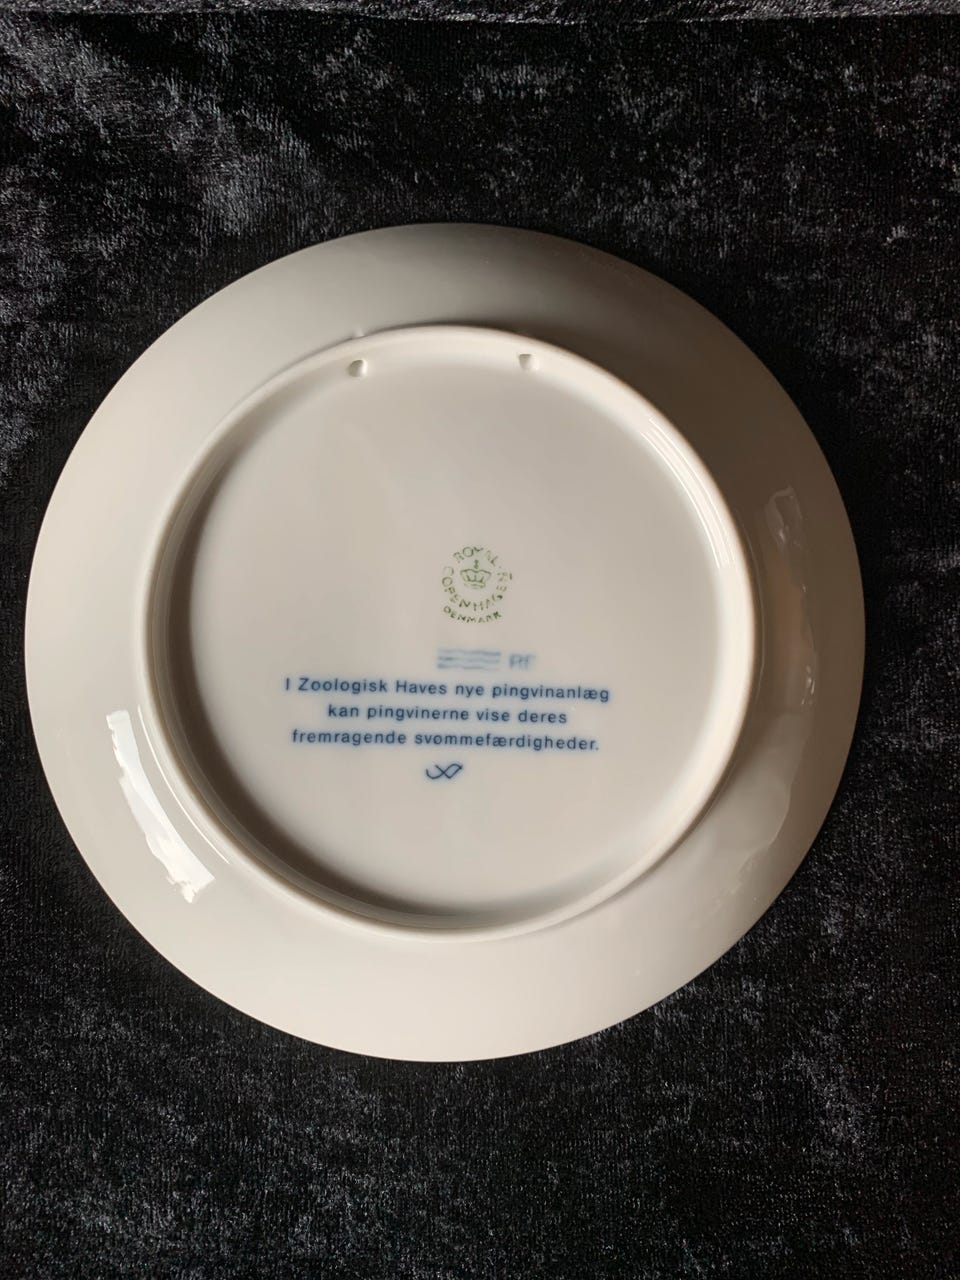 ROYAL
COPENHAGEN
DENMARK
I Zoologisk Haves nye pingvinanlæg
kan pingvinerne vise deres
fremragende svømmefærdigheder.